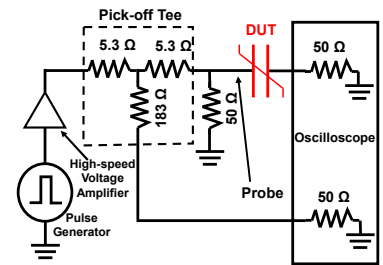 Pick-off Tee
DUT
5.3 Ω
5.3 Ω
50 Ω
183 Ω
50 Ω
Oscilloscope
High-speed
Voltage
Amplifier
Probe
50 Ω
Pulse
Generator